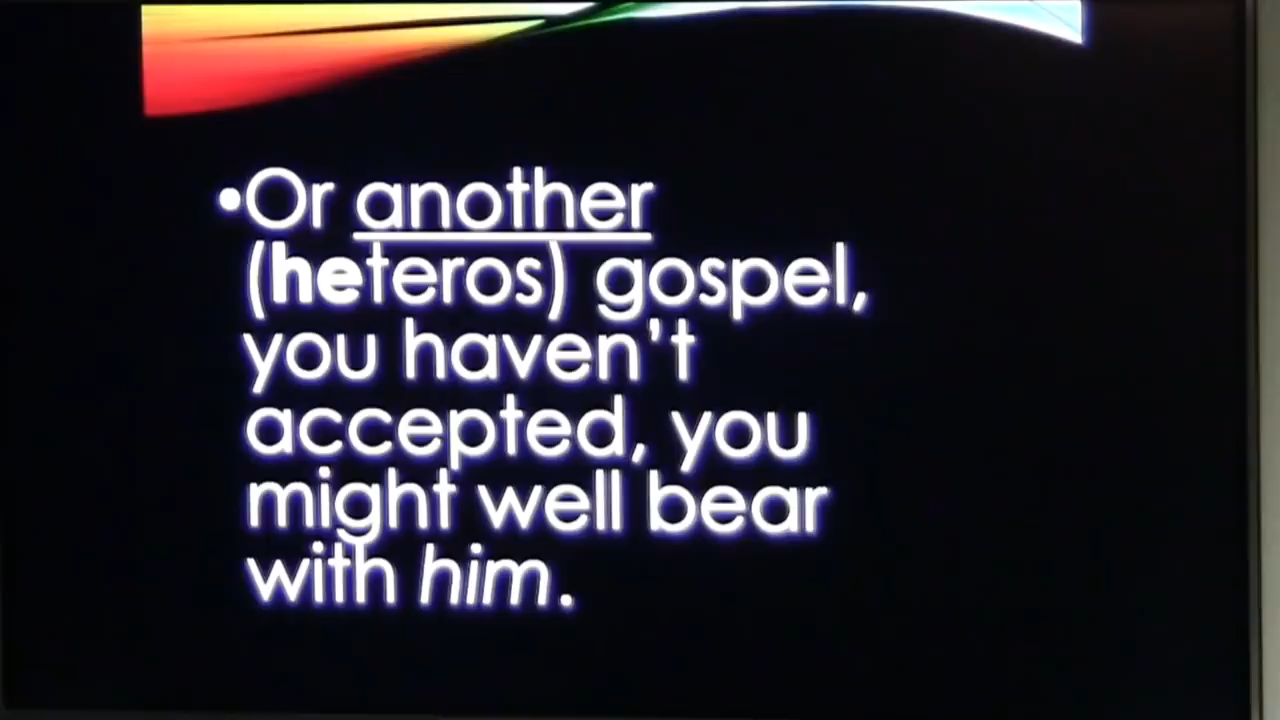 •Or another
(heteros) gospel,
you haven't
accepted, you
might well bear
with him.